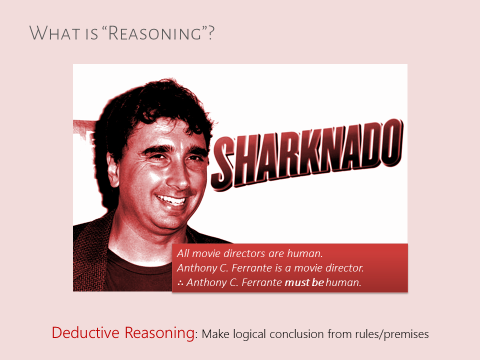 What is “Reasoning”?
SHARKNADO
All movie directors are human.
Anthony C. Ferrante is a movie director.
∴ Anthony C. Ferrante must be human.
Deductive Reasoning: Make logical conclusion from rules/premises